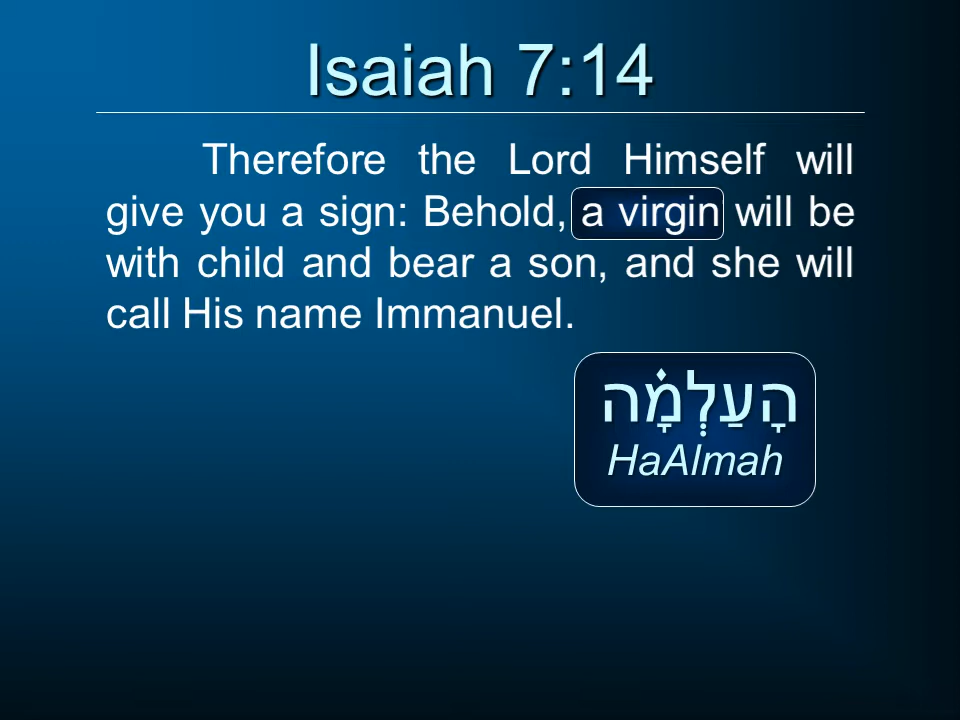 Isaiah 7:14
Therefore the Lord Himself will
give you a sign: Behold, a virgin will be
with child and bear a son, and she will
call His name Immanuel.
הָעַלְמָּ֗ה
HaAlmah